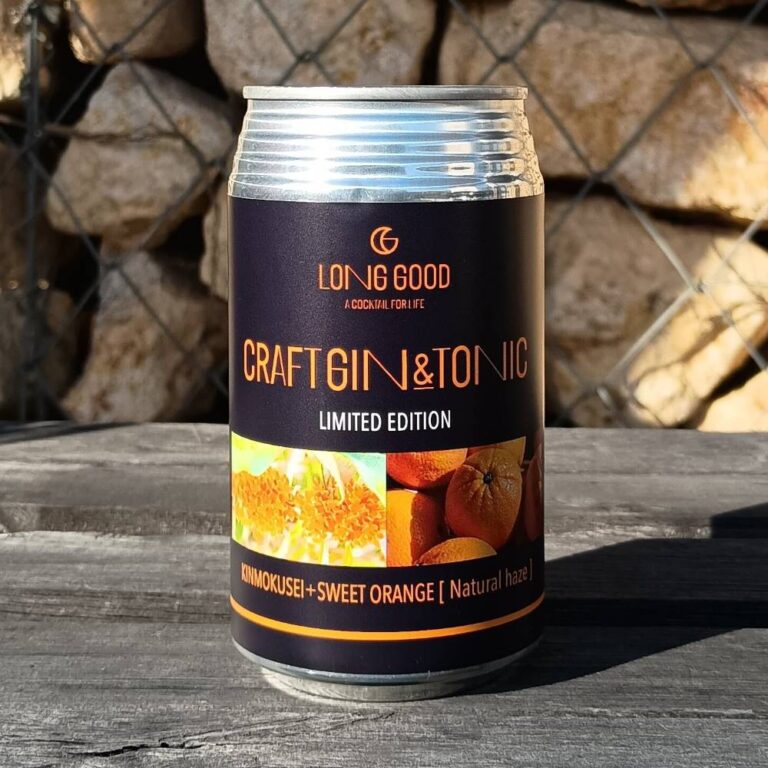 LONG GOOD
A COCKTAIL FOR LIFE
CRAFT GIN & TONIC
LIMITED EDITION
KINMOKUSEI+SWEET ORANGE [ Natural haze ]